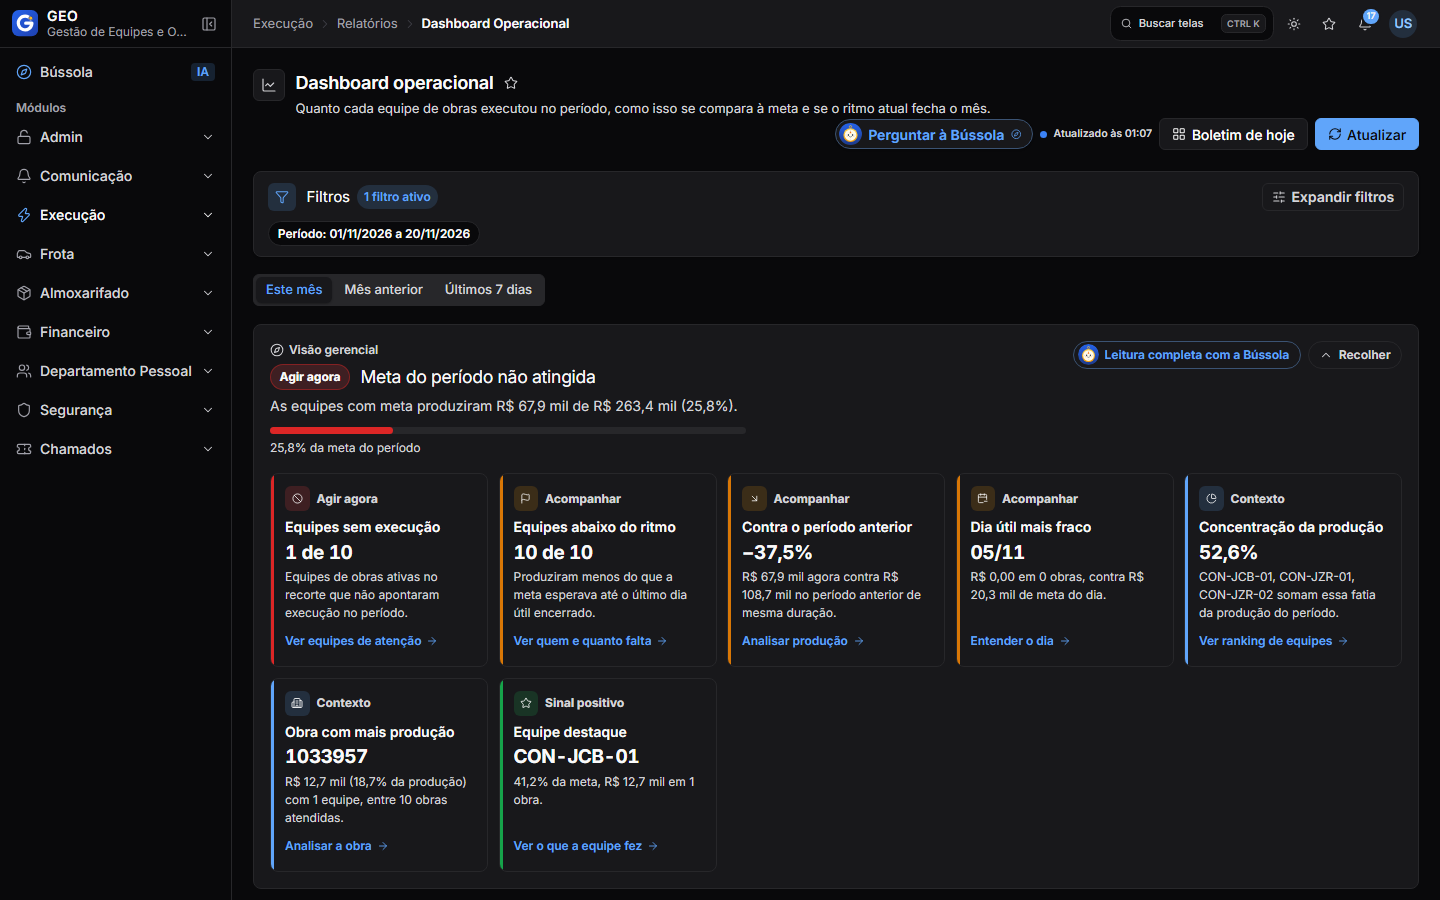 GEO
Gestão de Equipes e O...
Execução
Relatórios
Dashboard Operacional
Buscar telas
CTRL K
17
US
Bússola
IA
Módulos
Admin
Comunicação
Execução
Frota
Almoxarifado
Financeiro
Departamento Pessoal
Segurança
Chamados
Dashboard operacional
Quanto cada equipe de obras executou no período, como isso se compara à meta e se o ritmo atual fecha o mês.
Perguntar à Bússola
Atualizado às 01:07
Boletim de hoje
Atualizar
Filtros
1 filtro ativo
Expandir filtros
Período: 01/11/2026 a 20/11/2026
Este mês
Mês anterior
Últimos 7 dias
Visão gerencial
Leitura completa com a Bússola
Recolher
Agir agora
Meta do período não atingida
As equipes com meta produziram R$ 67,9 mil de R$ 263,4 mil (25,8%).
25,8% da meta do período
Agir agora
Equipes sem execução
1 de 10
Equipes de obras ativas no
recorte que não apontaram
execução no período.
Ver equipes de atenção
Acompanhar
Equipes abaixo do ritmo
10 de 10
Produziram menos do que a
meta esperava até o último dia
útil encerrado.
Ver quem e quanto falta
Acompanhar
Contra o período anterior
−37,5%
R$ 67,9 mil agora contra R$
108,7 mil no período anterior de
mesma duração.
Analisar produção
Acompanhar
Dia útil mais fraco
05/11
R$ 0,00 em 0 obras, contra R$
20,3 mil de meta do dia.
Entender o dia
Contexto
Concentração da produção
52,6%
CON-JCB-01, CON-JZR-01,
CON-JZR-02 somam essa fatia
da produção do período.
Ver ranking de equipes
Contexto
Obra com mais produção
1033957
R$ 12,7 mil (18,7% da produção)
com 1 equipe, entre 10 obras
atendidas.
Analisar a obra
Sinal positivo
Equipe destaque
CON-JCB-01
41,2% da meta, R$ 12,7 mil em 1
obra.
Ver o que a equipe fez